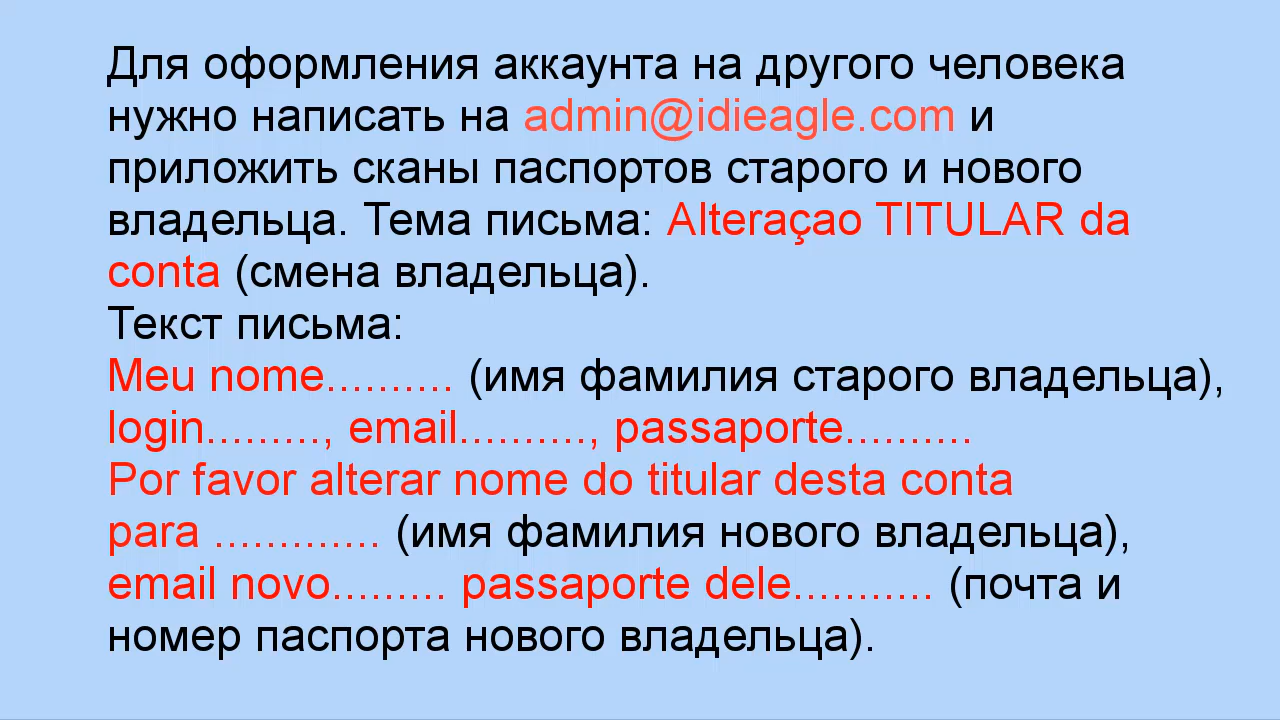 Для оформления аккаунта на другого человека
нужно написать на admin@idieagle.com и
приложить сканы паспортов старого и нового
владельца. Тема письма: Alteraçao TITULAR da
conta (смена владельца).
Текст письма:
Meu nome.......... (имя фамилия старого владельца),
login........., email.........., passaporte..........
Por favor alterar nome do titular desta conta
para ............. (имя фамилия нового владельца),
email novo......... passaporte dele........... (почта и
номер паспорта нового владельца).